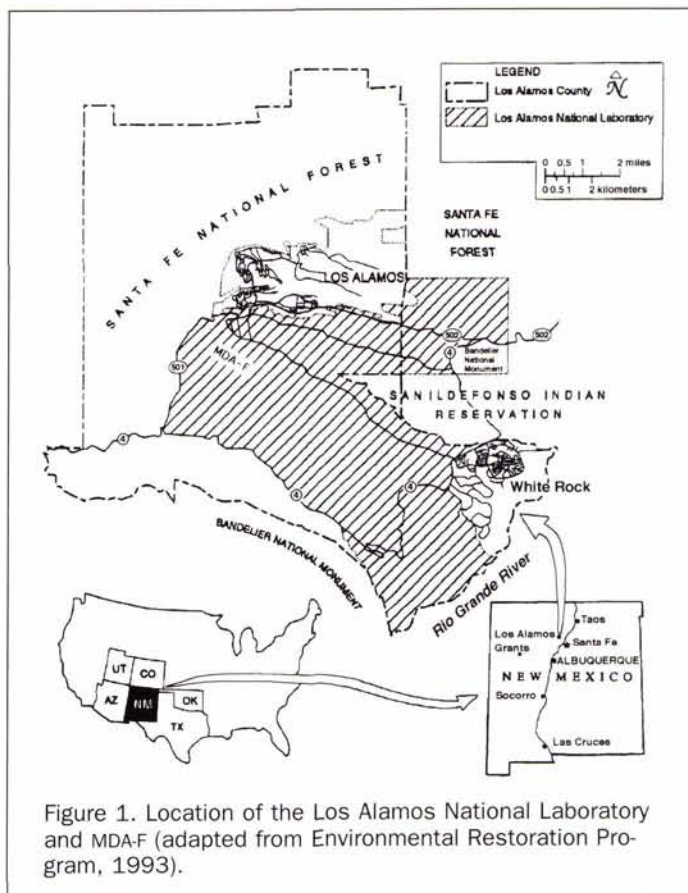 LEGEND
Los Alamos County
N
Los Alamos National Laboratory
0 0.5 1 2 miles
0 0.5 1 2 kilometers
SANTA FE NATIONAL FOREST
SANTA FE
NATIONAL
FOREST
LOS ALAMOS
502
502
4
Bandelier
National
Monument
MDA-F
501
SAN ILDEFONSO INDIAN
RESERVATION
4
White Rock
4
4
BANDELIER NATIONAL MONUMENT
Rio Grande River
UT
CO
AZ
NM
OK
TX
Taos
Los Alamos
Santa Fe
Grants
ALBUQUERQUE
NEW MEXICO
Socorro
Las Cruces
Figure 1. Location of the Los Alamos National Laboratory
and MDA-F (adapted from Environmental Restoration Pro-
gram, 1993).